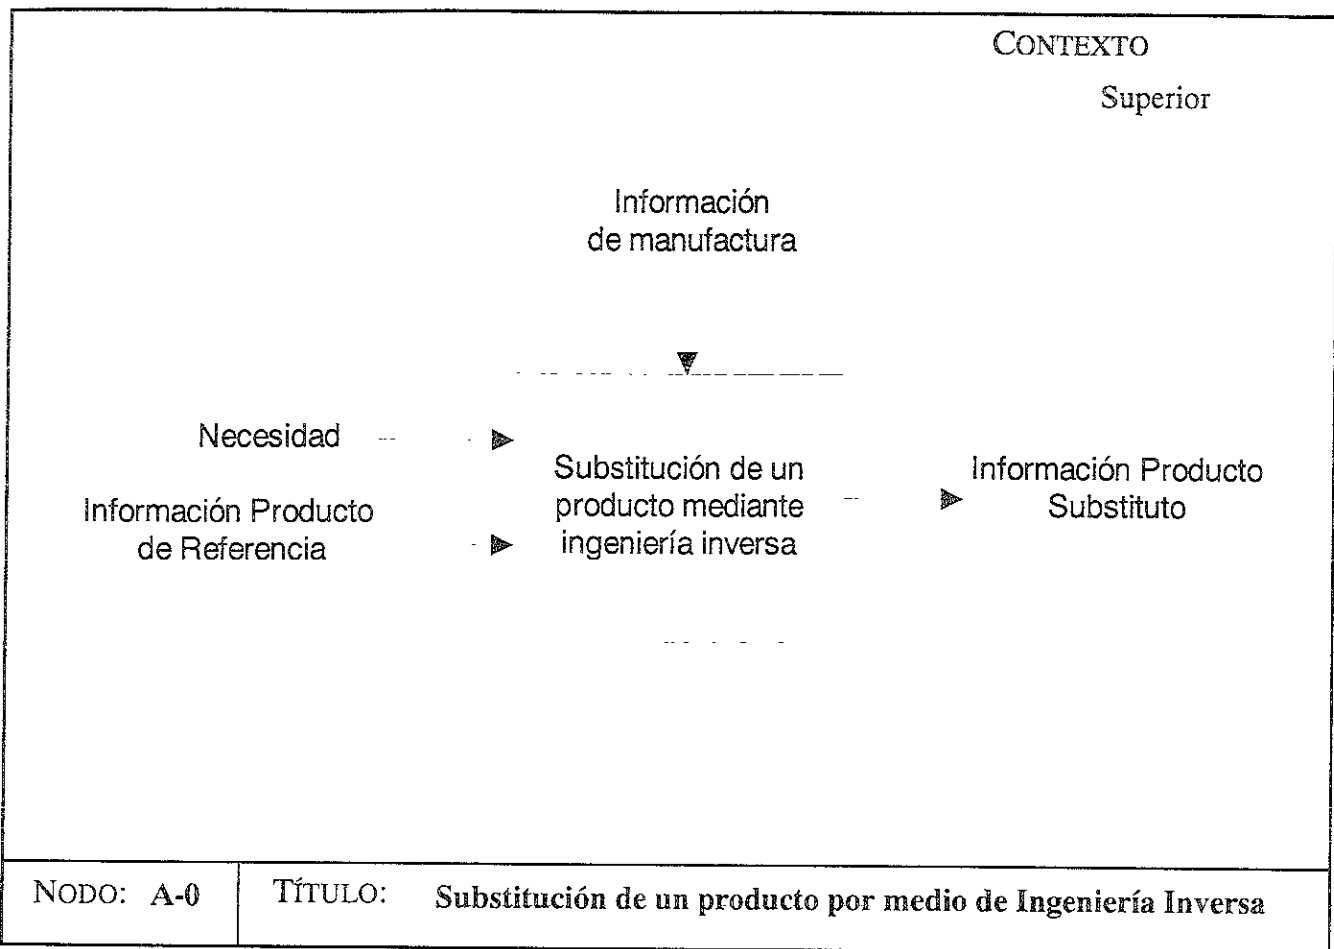 CONTEXTO
Superior
Información
de manufactura
Necesidad
Información Producto
de Referencia
Substitución de un
producto mediante
ingeniería inversa
Información Producto
Substituto
NODO: A-0
TÍTULO: Substitución de un producto por medio de Ingeniería Inversa